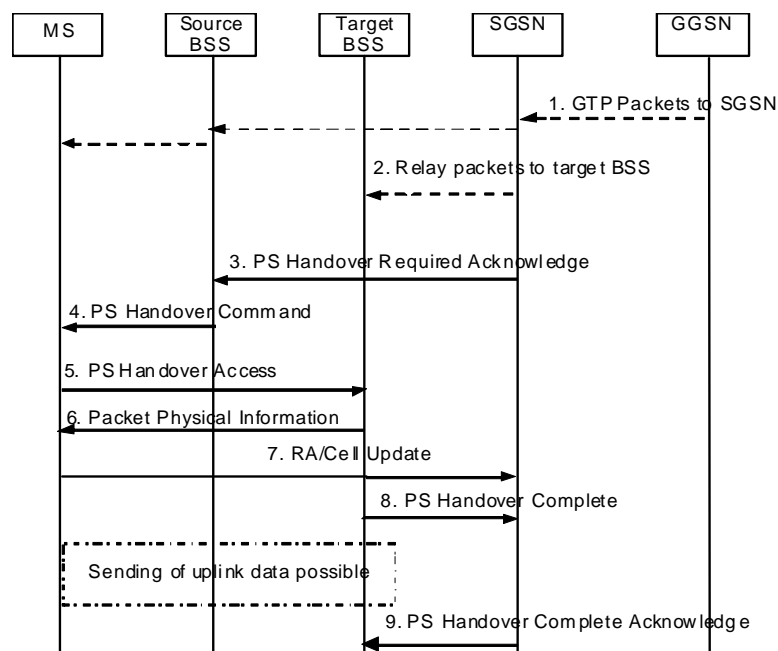 MS
Source
BSS
Target
BSS
SGSN
GGSN
1. GTP Packets to SGSN
2. Relay packets to target BSS
3. PS Handover Required Acknowledge
4. PS Handover Command
5. PS Handover Access
6. Packet Physical Information
7. RA/Cell Update
8. PS Handover Complete
Sending of uplink data possible
9. PS Handover Complete Acknowledge